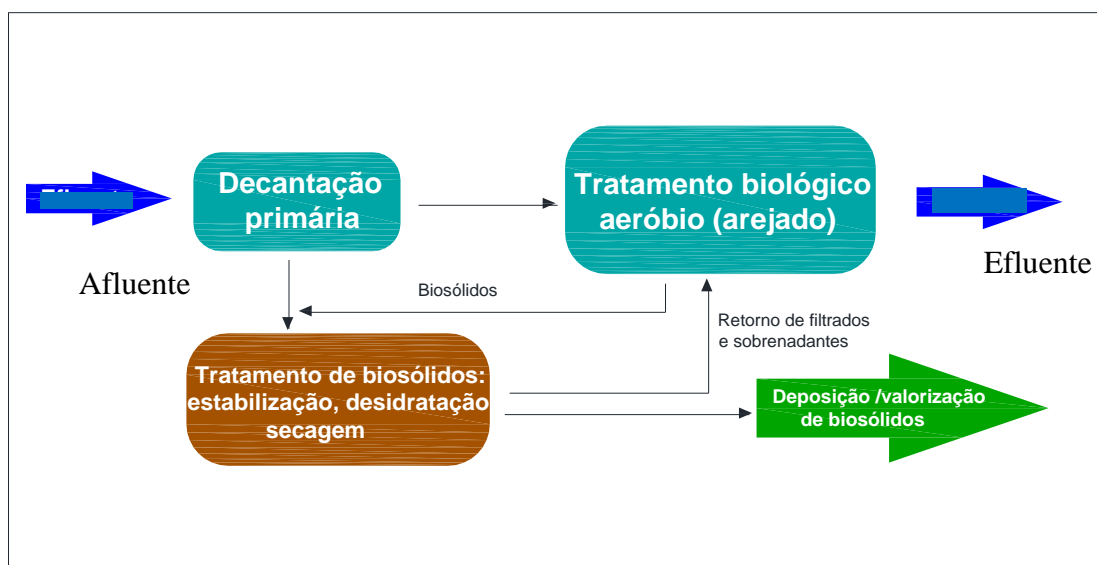 Decantação
primária
Tratamento biológico
aeróbio (arejado)
Afluente
Efluente
Biosólidos
Retorno de filtrados
e sobrenadantes
Tratamento de biosólidos:
estabilização, desidratação
secagem
Deposição /valorização
de biosólidos